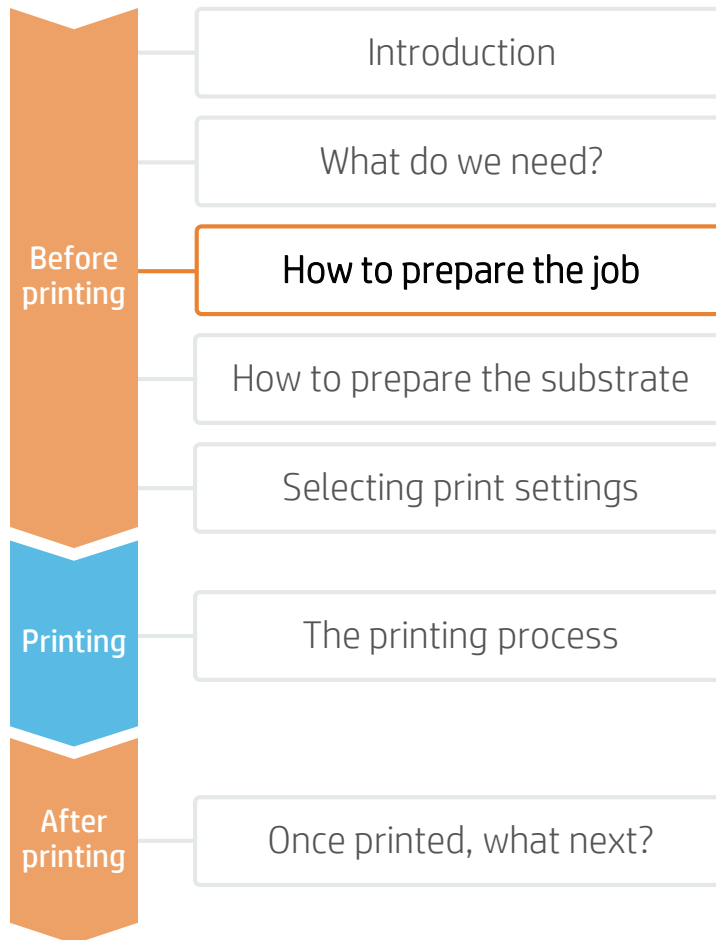 Before
printing
Introduction
What do we need?
How to prepare the job
How to prepare the substrate
Selecting print settings
Printing
The printing process
After
printing
Once printed, what next?